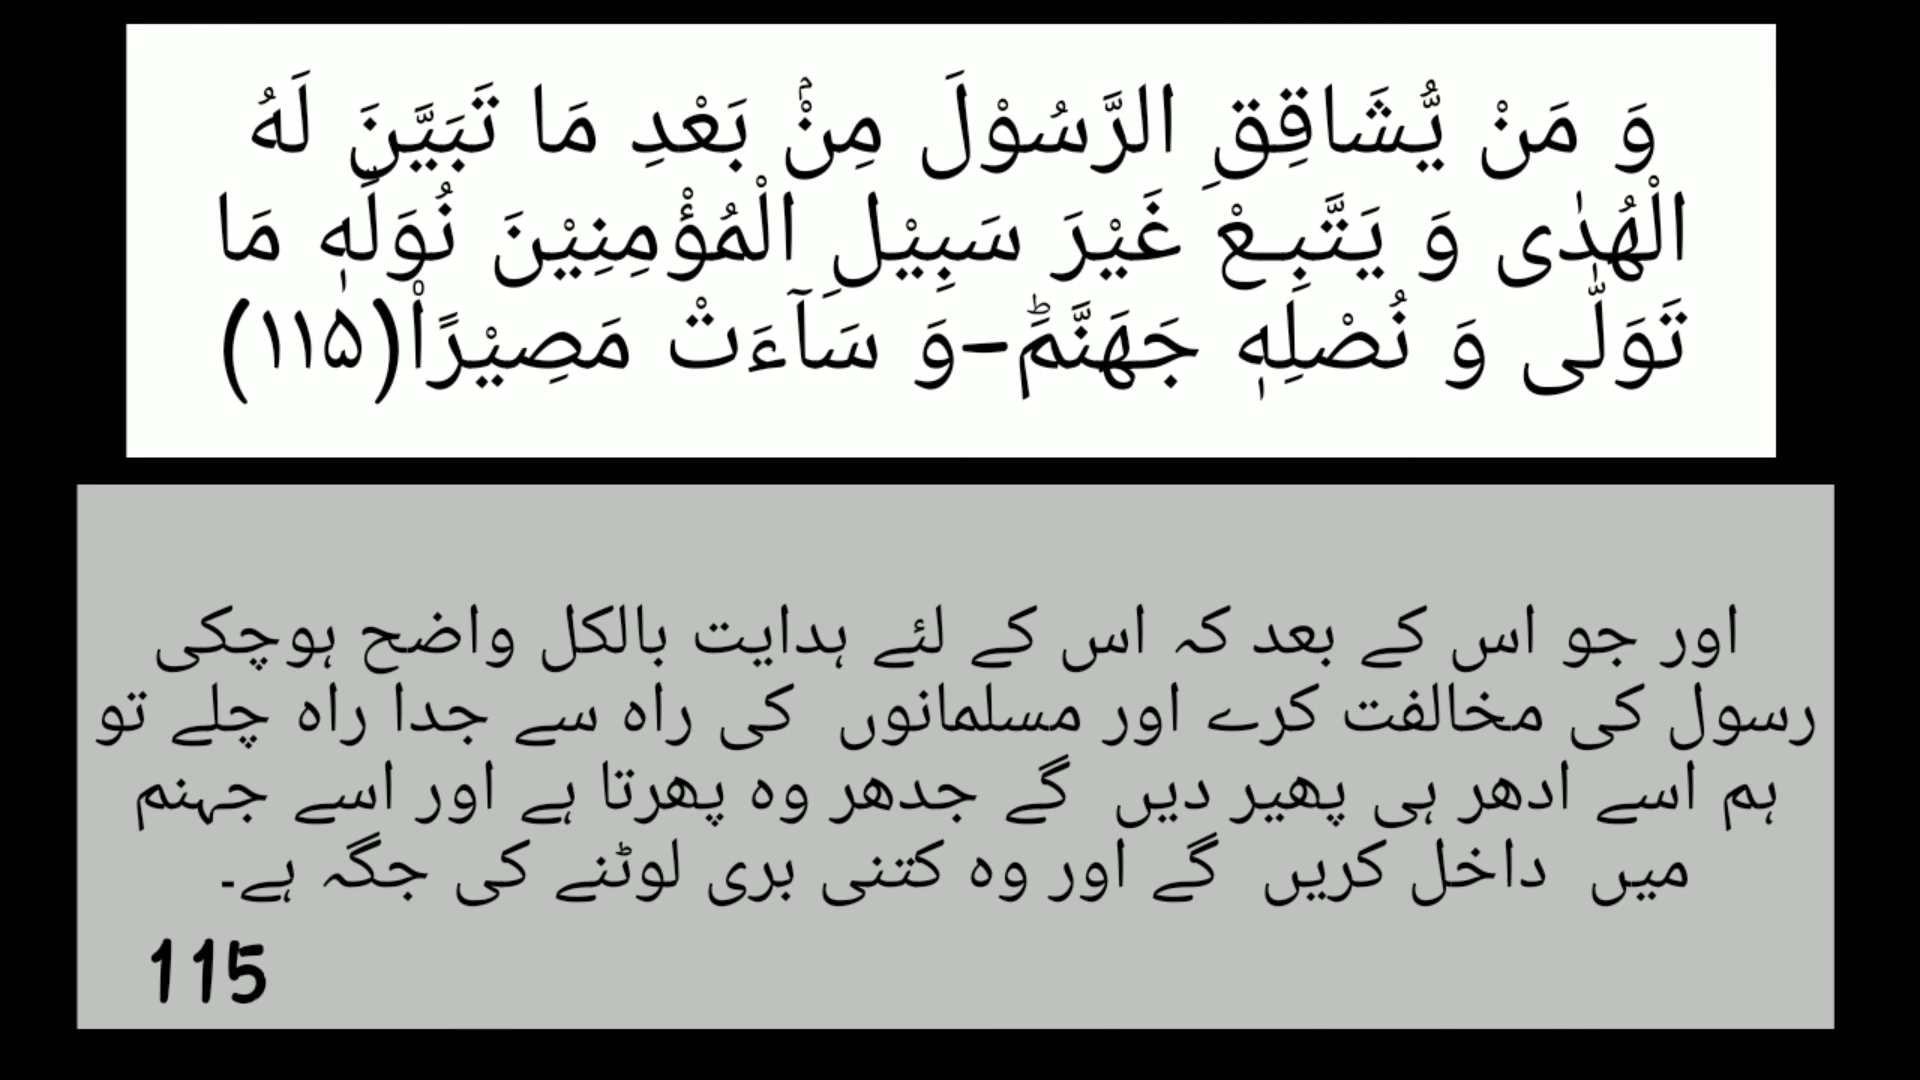 وَ مَنْ یُّشَاقِقِ الرَّسُوْلَ مِنْۢ بَعْدِ مَا تَبَیَّنَ لَهُ
الْهُدٰى وَ یَتَّبِـعْ غَیْرَ سَبِیْلِ الْمُؤْمِنِیْنَ نُوَلِّهٖ مَا
تَوَلّٰى وَ نُصْلِهٖ جَهَنَّمَؕ-وَ سَآءَتْ مَصِیْرًا۠(۱۱۵)
اور جو اس کے بعد کہ اس کے لئے ہدایت بالکل واضح ہوچکی
رسول کی مخالفت کرے اور مسلمانوں کی راہ سے جدا راہ چلے تو
ہم اسے ادھر ہی پھیر دیں گے جدھر وہ پھرتا ہے اور اسے جہنم
میں داخل کریں گے اور وہ کتنی بری لوٹنے کی جگہ ہے۔
115